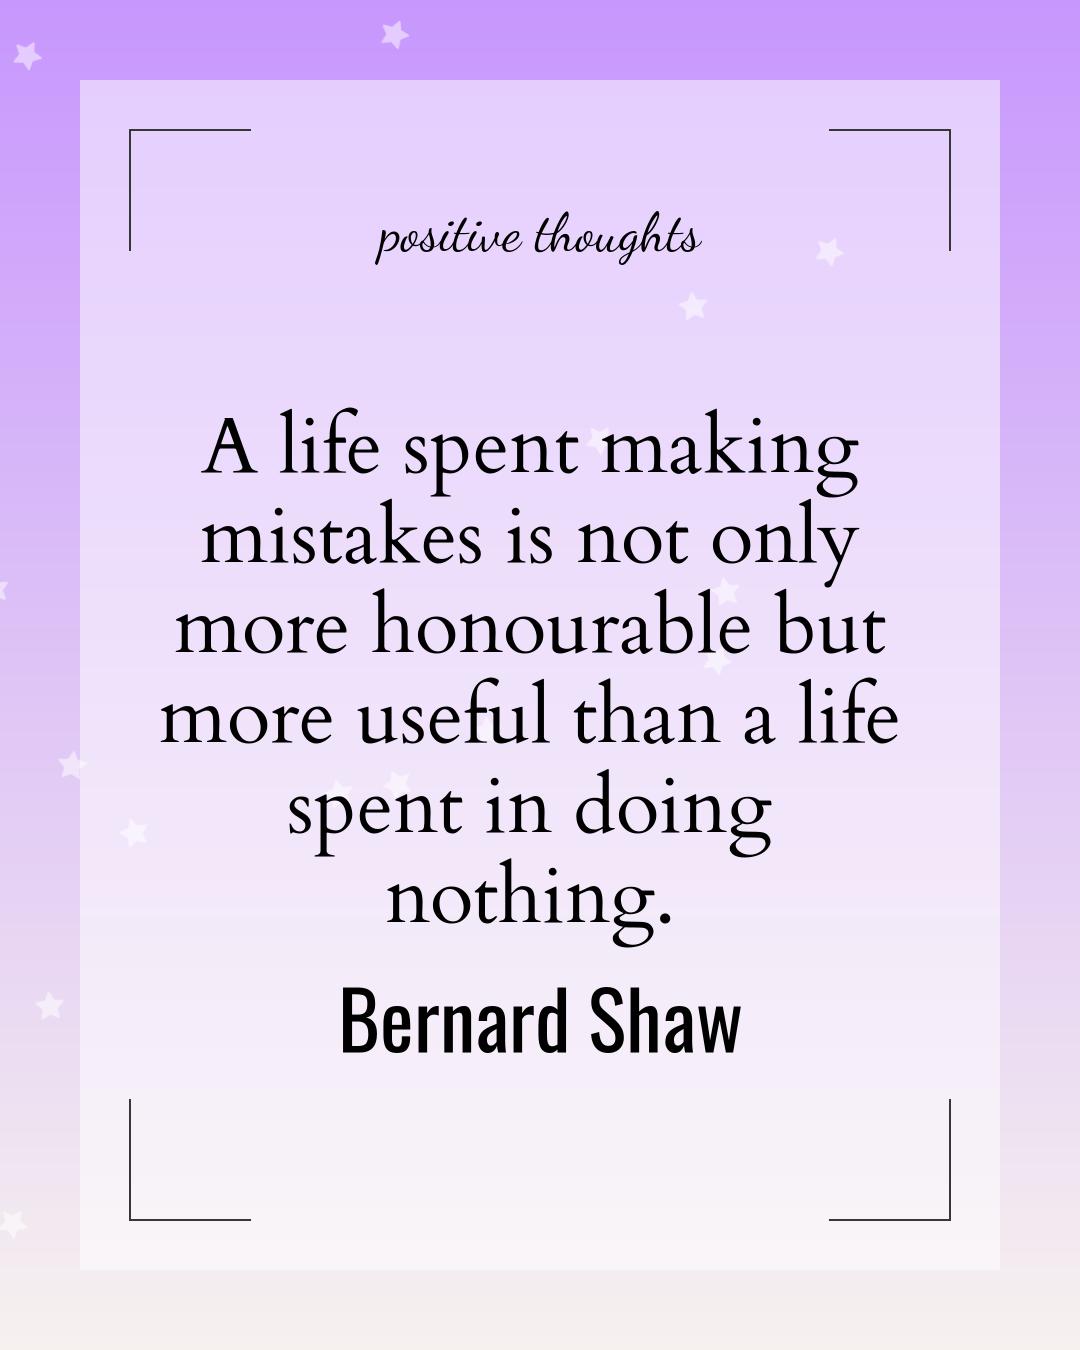 positive thoughts
A life spent making
mistakes is not only
more honourable but
more useful than a life
spent in doing
nothing.
Bernard Shaw